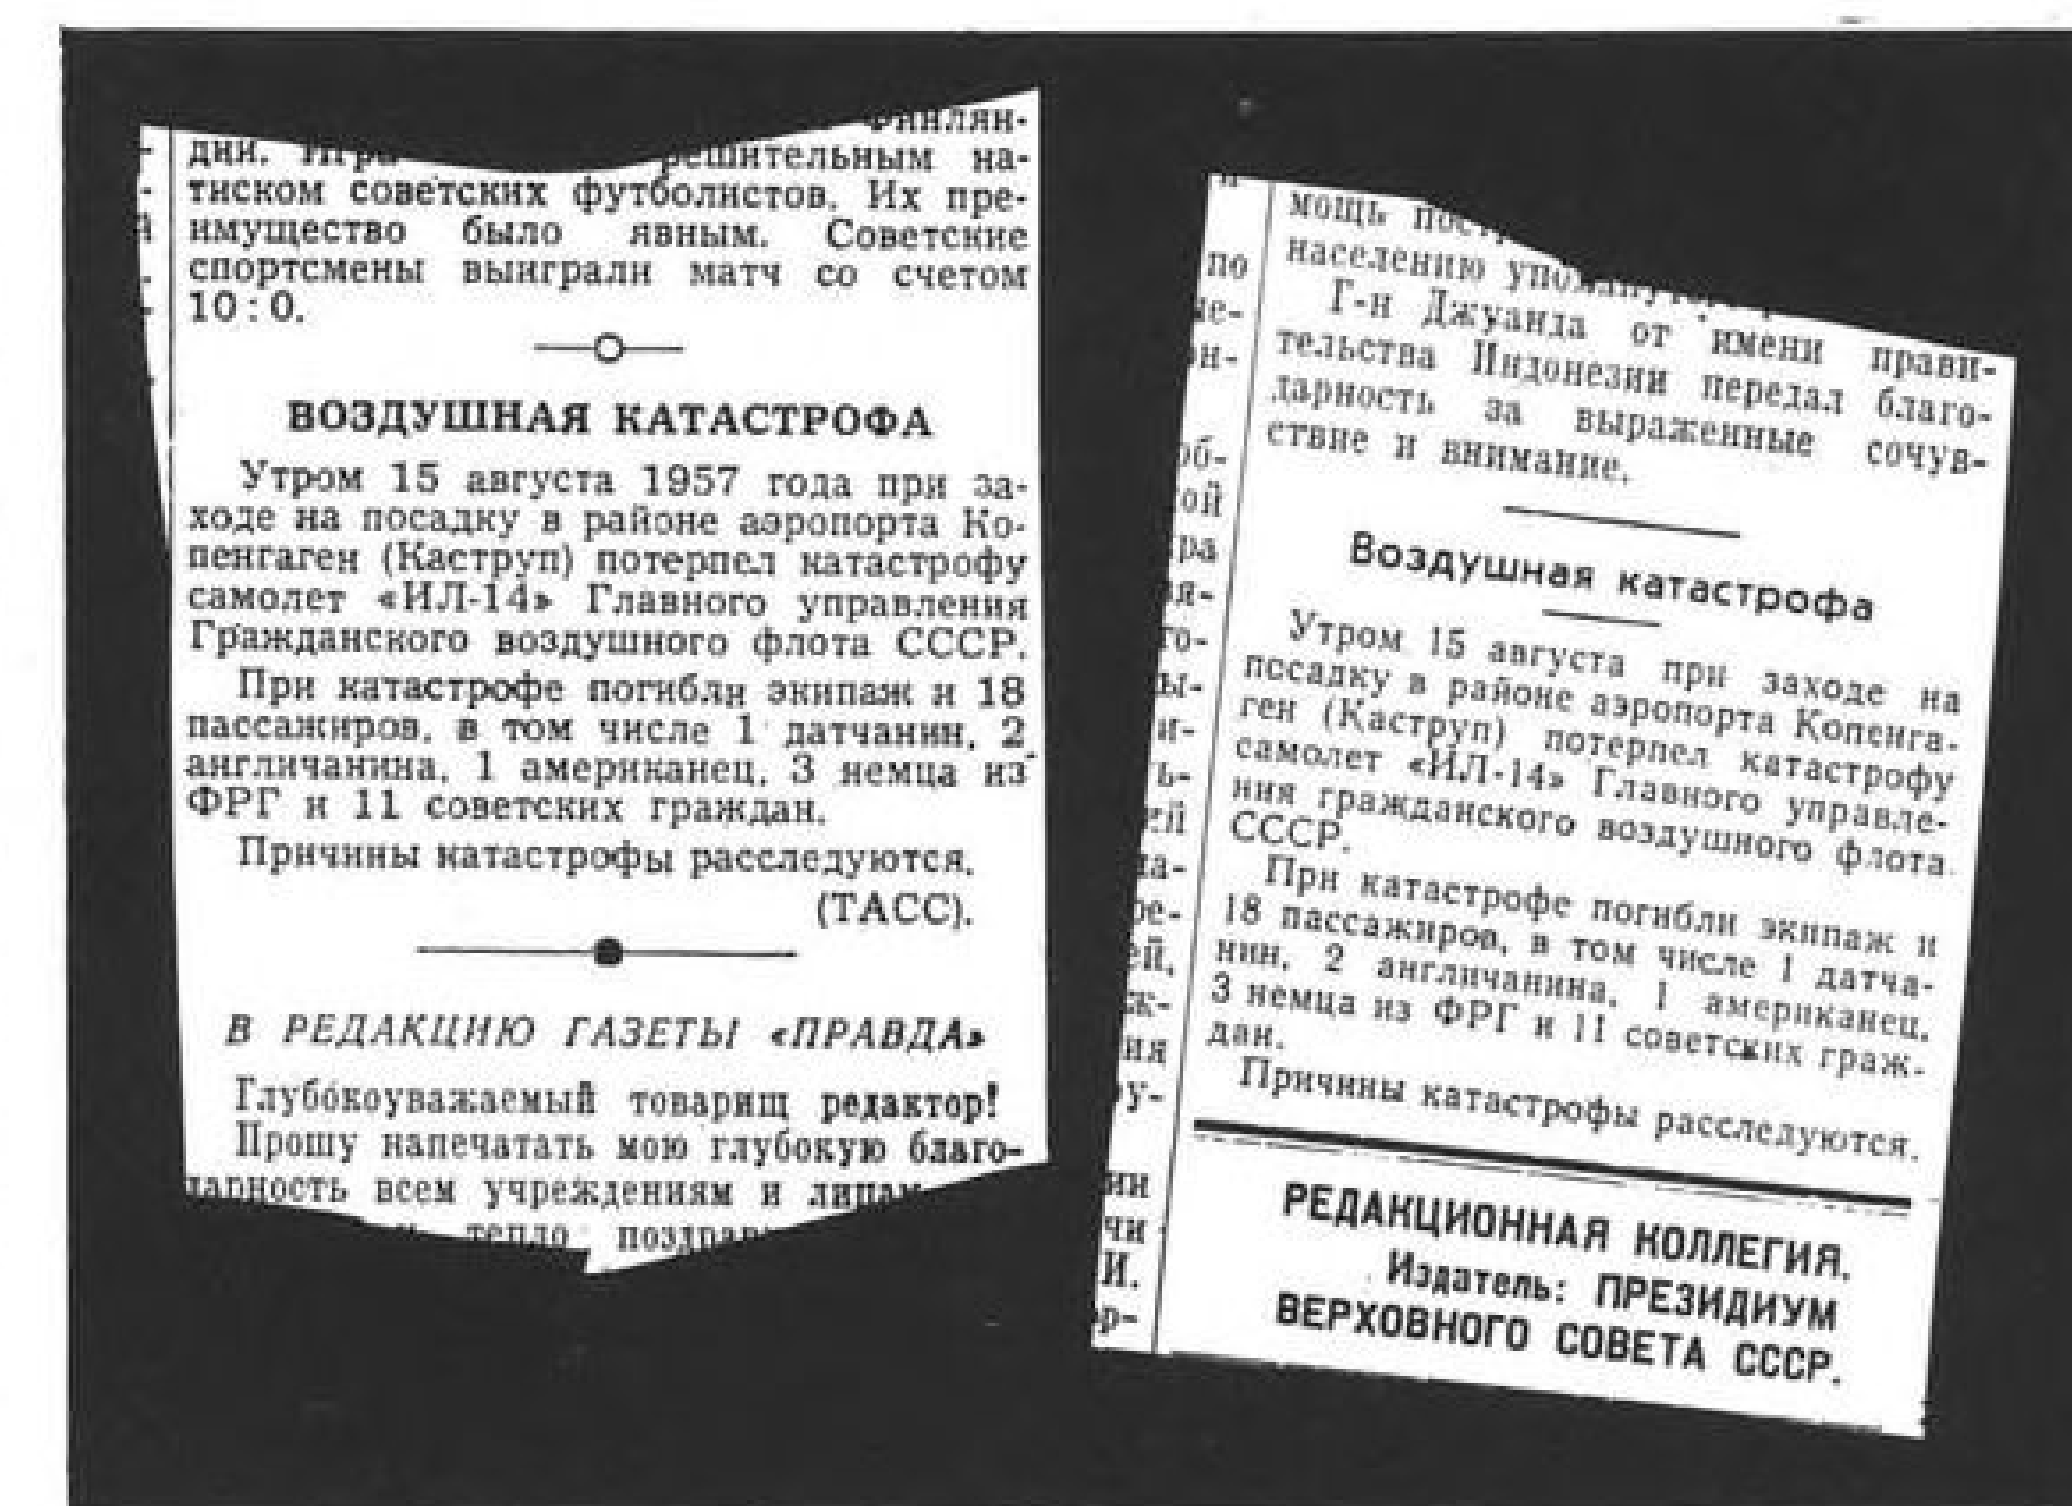 Финлян-
дии. решительным на-
тиском советских футболистов. Их пре-
имущество было явным. Советские
спортсмены выиграли матч со счетом
10:0.
ВОЗДУШНАЯ КАТАСТРОФА
Утром 15 августа 1957 года при за-
ходе на посадку в районе аэропорта Ко-
пенгаген (Каструп) потерпел катастрофу
самолет «ИЛ-14» Главного управления
Гражданского воздушного флота СССР.
При катастрофе погибли экипаж и 18
пассажиров, в том числе 1 датчанин, 2
англичанина, 1 американец, 3 немца из
ФРГ и 11 советских граждан.
Причины катастрофы расследуются.
(ТАСС).
В РЕДАКЦИЮ ГАЗЕТЫ «ПРАВДА»
Глубокоуважаемый товарищ редактор!
Прошу напечатать мою глубокую благо-
дарность всем учреждениям и лицам
тепло
мощь
населению
Г-н Джуанда от имени прави-
тельства Индонезии передал благо-
дарность за выраженные сочув-
ствие и внимание.
Воздушная катастрофа
Утром 15 августа при заходе на
посадку в районе аэропорта Копенга-
ген (Каструп) потерпел катастрофу
самолет «ИЛ-14» Главного управле-
ния гражданского воздушного флота
СССР.
При катастрофе погибли экипаж и
18 пассажиров, в том числе 1 датча-
нин, 2 англичанина, 1 американец,
3 немца из ФРГ и 11 советских граж-
дан.
Причины катастрофы расследуются.
РЕДАКЦИОННАЯ КОЛЛЕГИЯ.
Издатель: ПРЕЗИДИУМ
ВЕРХОВНОГО СОВЕТА СССР.